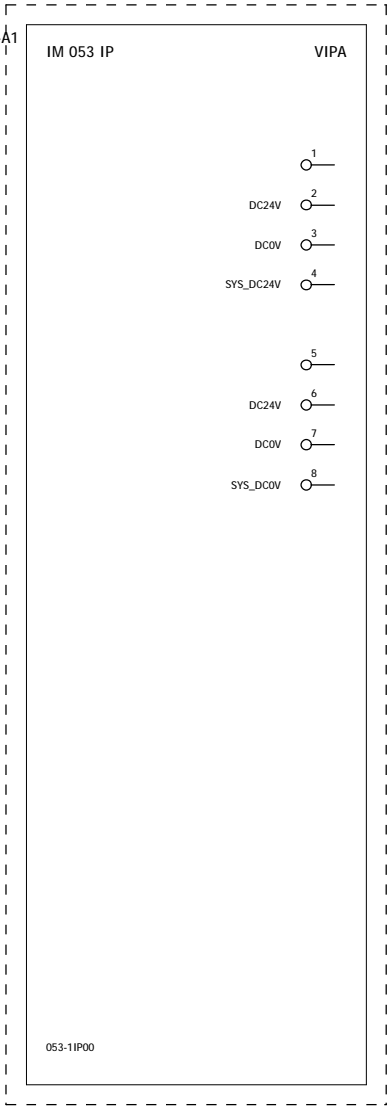 A1
IM 053 IP VIPA
1
DC24V 2
DC0V 3
SYS_DC24V 4
5
DC24V 6
DC0V 7
SYS_DC0V 8
053-1IP00